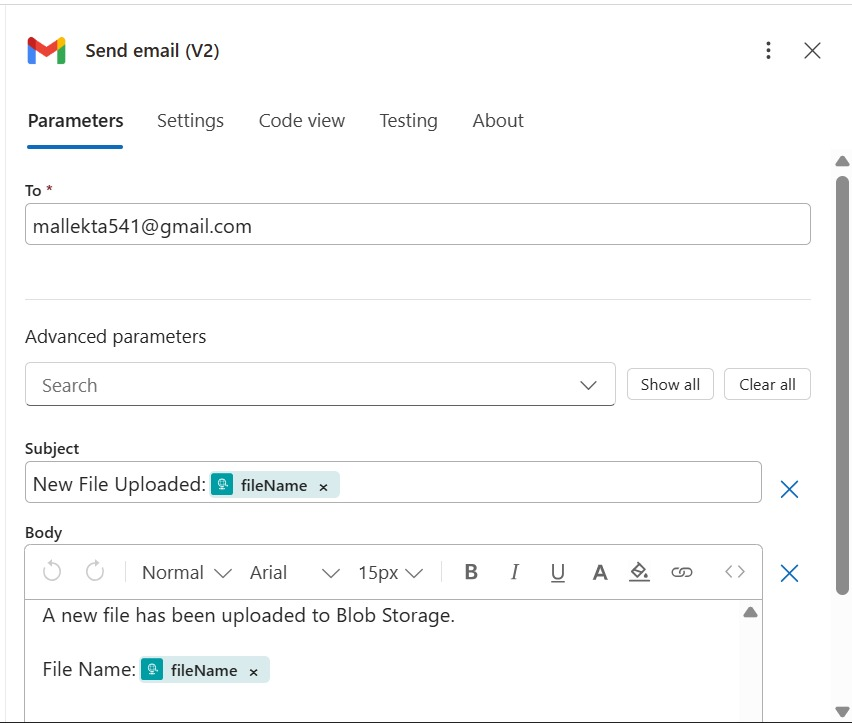 Send email (V2)
Parameters Settings Code view Testing About
To *
mallekta541@gmail.com
Advanced parameters
Search Show all Clear all
Subject
New File Uploaded: fileName ×
Body
Normal Arial 15px B I U A <>
A new file has been uploaded to Blob Storage.
File Name: fileName ×